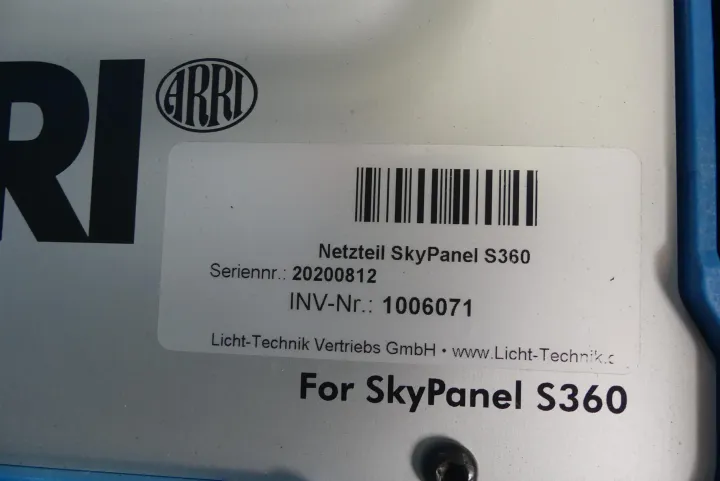 RI
ARRI
Netzteil SkyPanel S360
Seriennr.: 20200812
INV-Nr.: 1006071
Licht-Technik Vertriebs GmbH • www.Licht-Technik.c
For SkyPanel S360